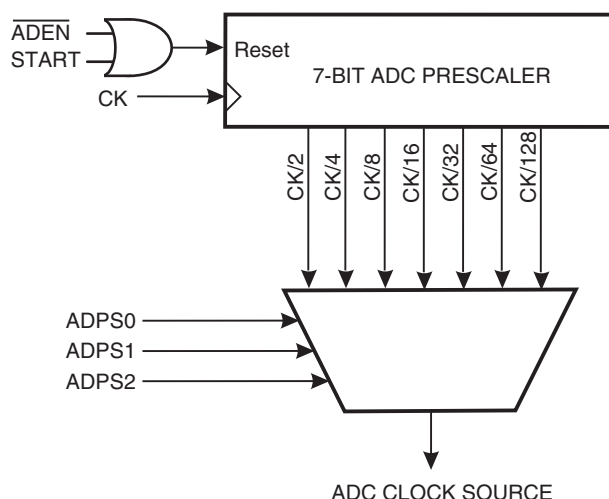 ADEN
START
Reset
7-BIT ADC PRESCALER
CK
CK/2
CK/4
CK/8
CK/16
CK/32
CK/64
CK/128
ADPS0
ADPS1
ADPS2
ADC CLOCK SOURCE